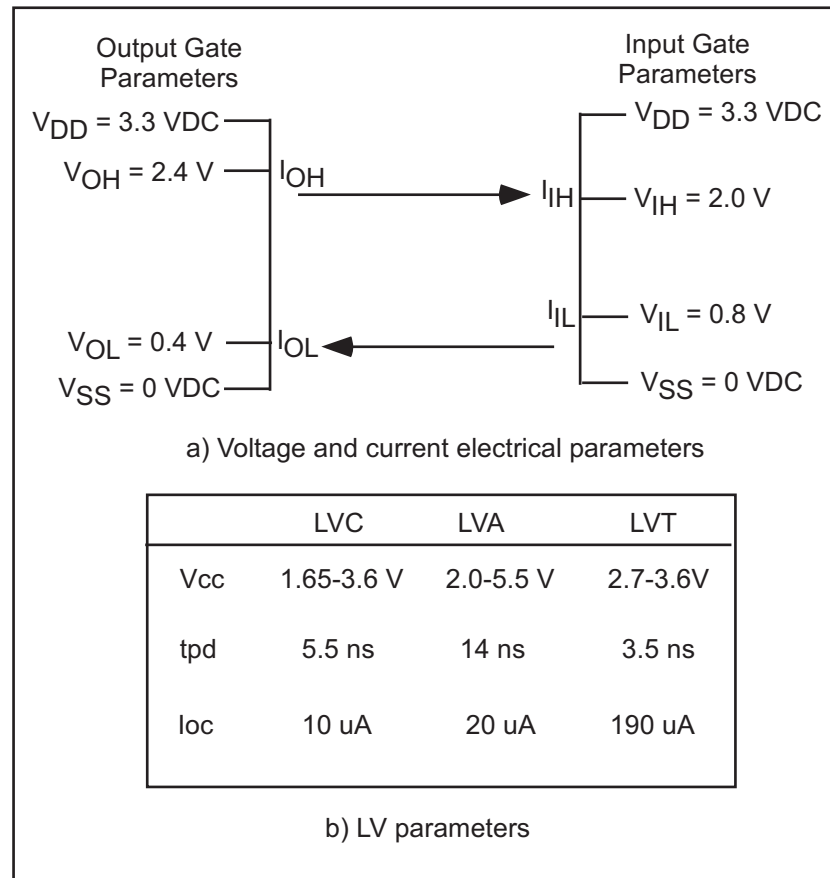 Output Gate
Parameters
VDD = 3.3 VDC
VOH = 2.4 V
IOH
VOL = 0.4 V
IOL
VSS = 0 VDC
Input Gate
Parameters
VDD = 3.3 VDC
IIH
VIH = 2.0 V
IIL
VIL = 0.8 V
VSS = 0 VDC
a) Voltage and current electrical parameters
LVC LVA LVT
Vcc 1.65-3.6 V 2.0-5.5 V 2.7-3.6V
tpd 5.5 ns 14 ns 3.5 ns
Ioc 10 uA 20 uA 190 uA
b) LV parameters